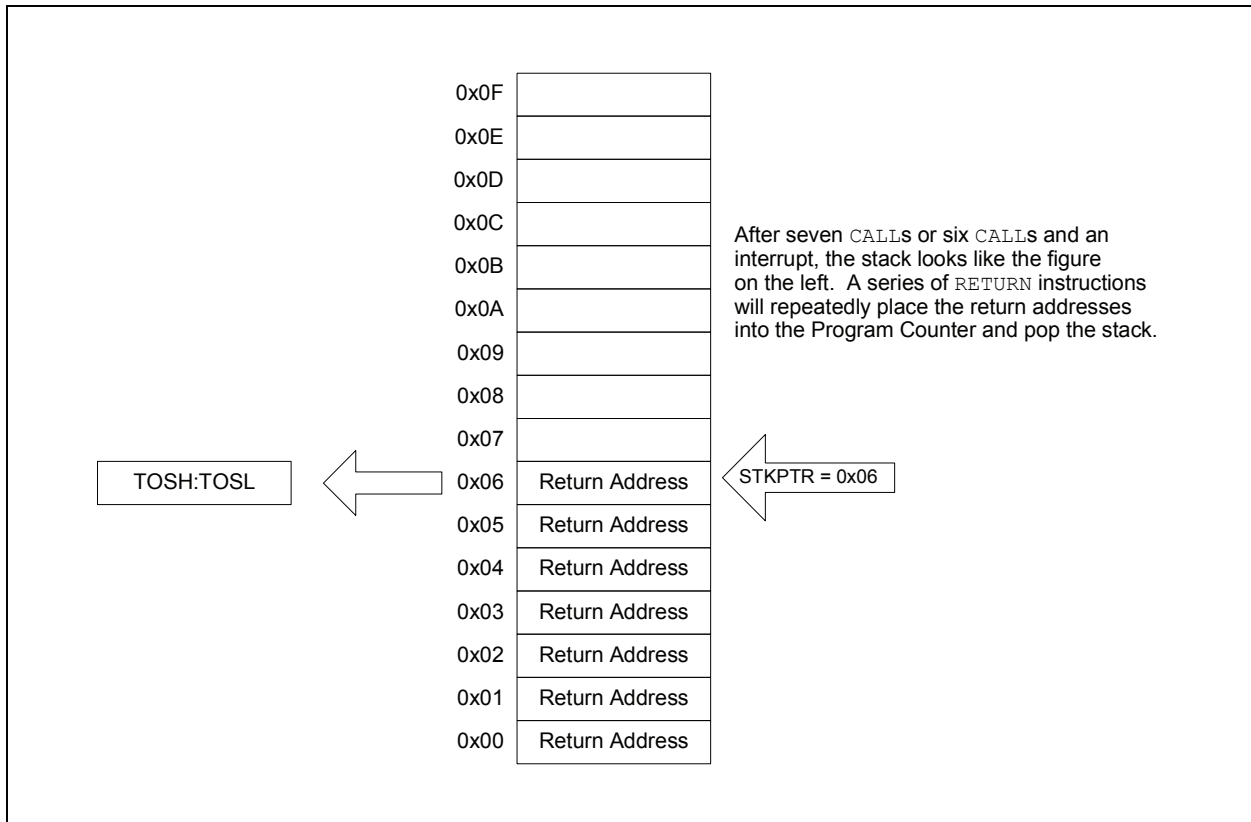 0x0F
0x0E
0x0D
0x0C
After seven CALLs or six CALLs and an
interrupt, the stack looks like the figure
on the left. A series of RETURN instructions
will repeatedly place the return addresses
into the Program Counter and pop the stack.
0x0B
0x0A
0x09
0x08
0x07
TOSH:TOSL
0x06 Return Address
STKPTR = 0x06
0x05 Return Address
0x04 Return Address
0x03 Return Address
0x02 Return Address
0x01 Return Address
0x00 Return Address